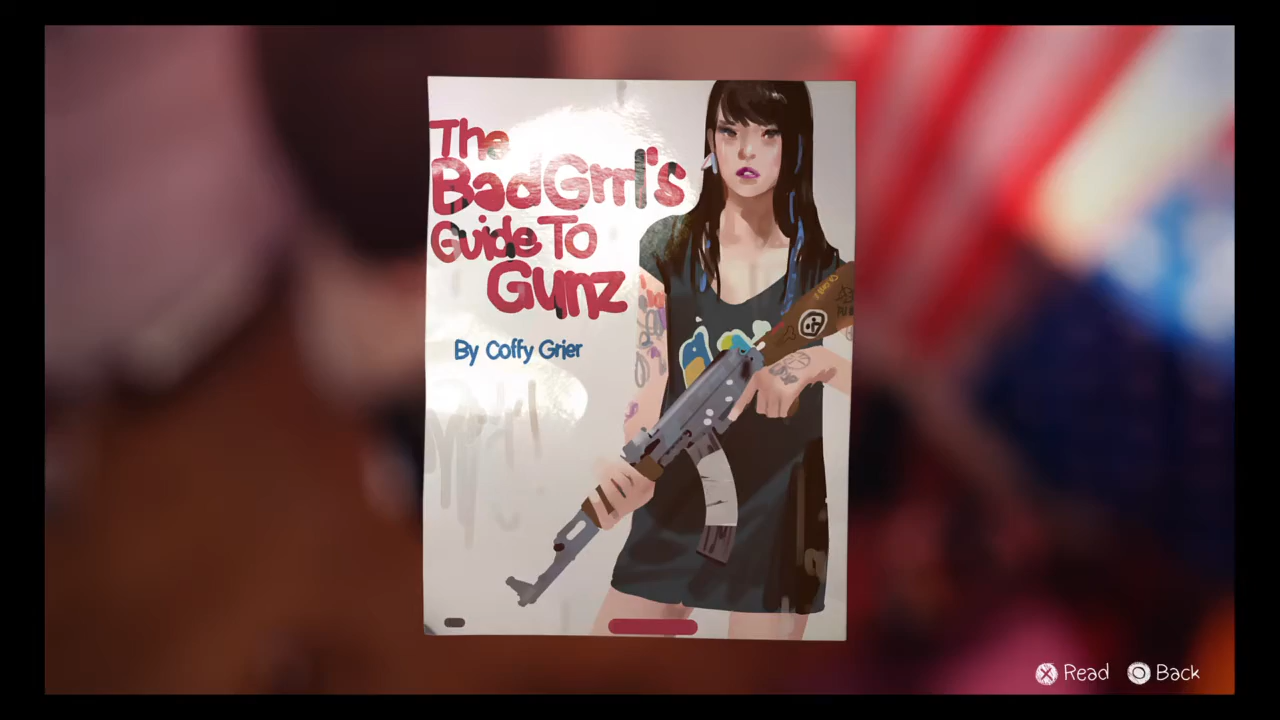 The
BadGrrl's
Guide To
Gunz
By Coffy Grier
Read
Back